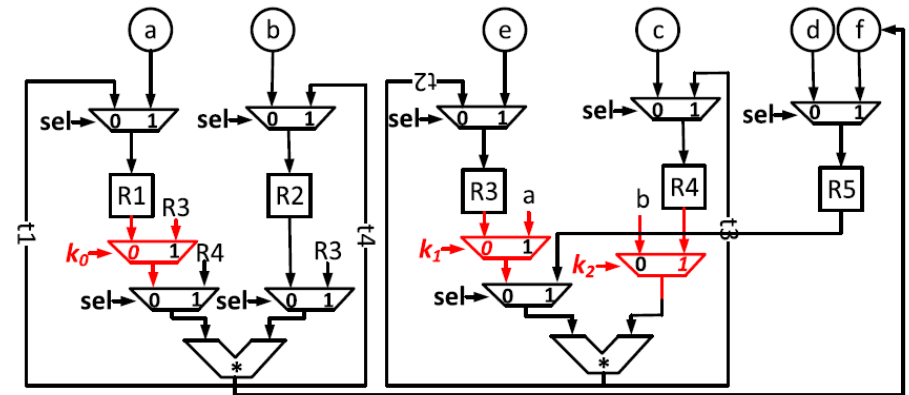 a b e c d f
t2
sel 0 1 sel 0 1 sel 0 1 sel 0 1 sel 0 1
R1 R2 R3 R4 R5
R3 a b
t1 t4 t3
k0 0 1 R4 R3 k1 0 1 k2 0 1
sel 0 1 sel 0 1 sel 0 1
* *